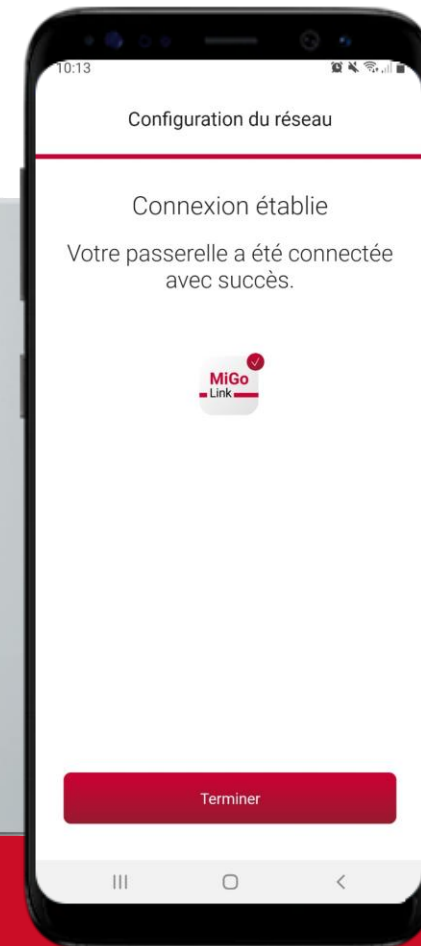 10:13
Configuration du réseau
Connexion établie
Votre passerelle a été connectée
avec succès.
MiGo
Link
Terminer